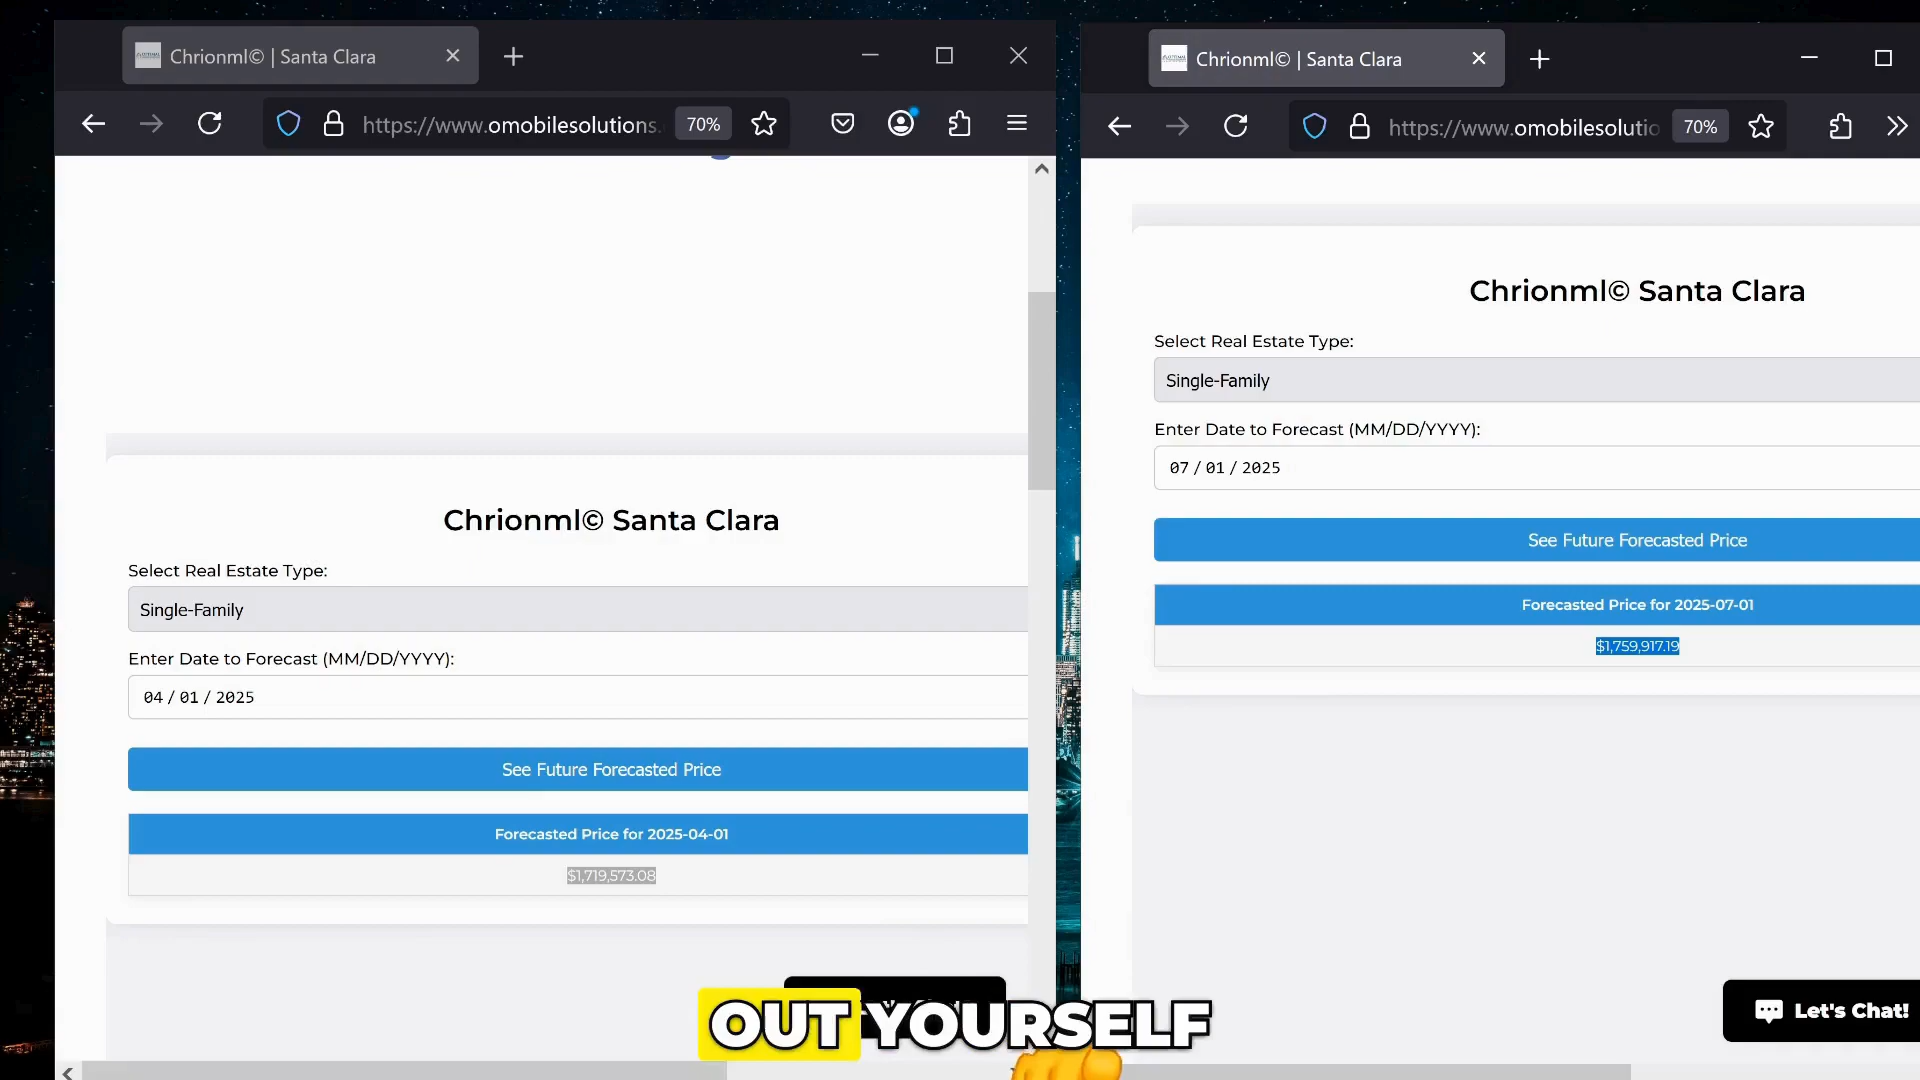 Chrionml© | Santa Clara
https://www.omobilesolutions.
70%
Chrionml© Santa Clara
Select Real Estate Type:
Single-Family
Enter Date to Forecast (MM/DD/YYYY):
04 / 01 / 2025
See Future Forecasted Price
Forecasted Price for 2025-04-01
$1,719,573.08
Chrionml© | Santa Clara
https://www.omobilesolutio
70%
Chrionml© Santa Clara
Select Real Estate Type:
Single-Family
Enter Date to Forecast (MM/DD/YYYY):
07 / 01 / 2025
See Future Forecasted Price
Forecasted Price for 2025-07-01
$1,759,917.19
Let's Chat!
OUT YOURSELF